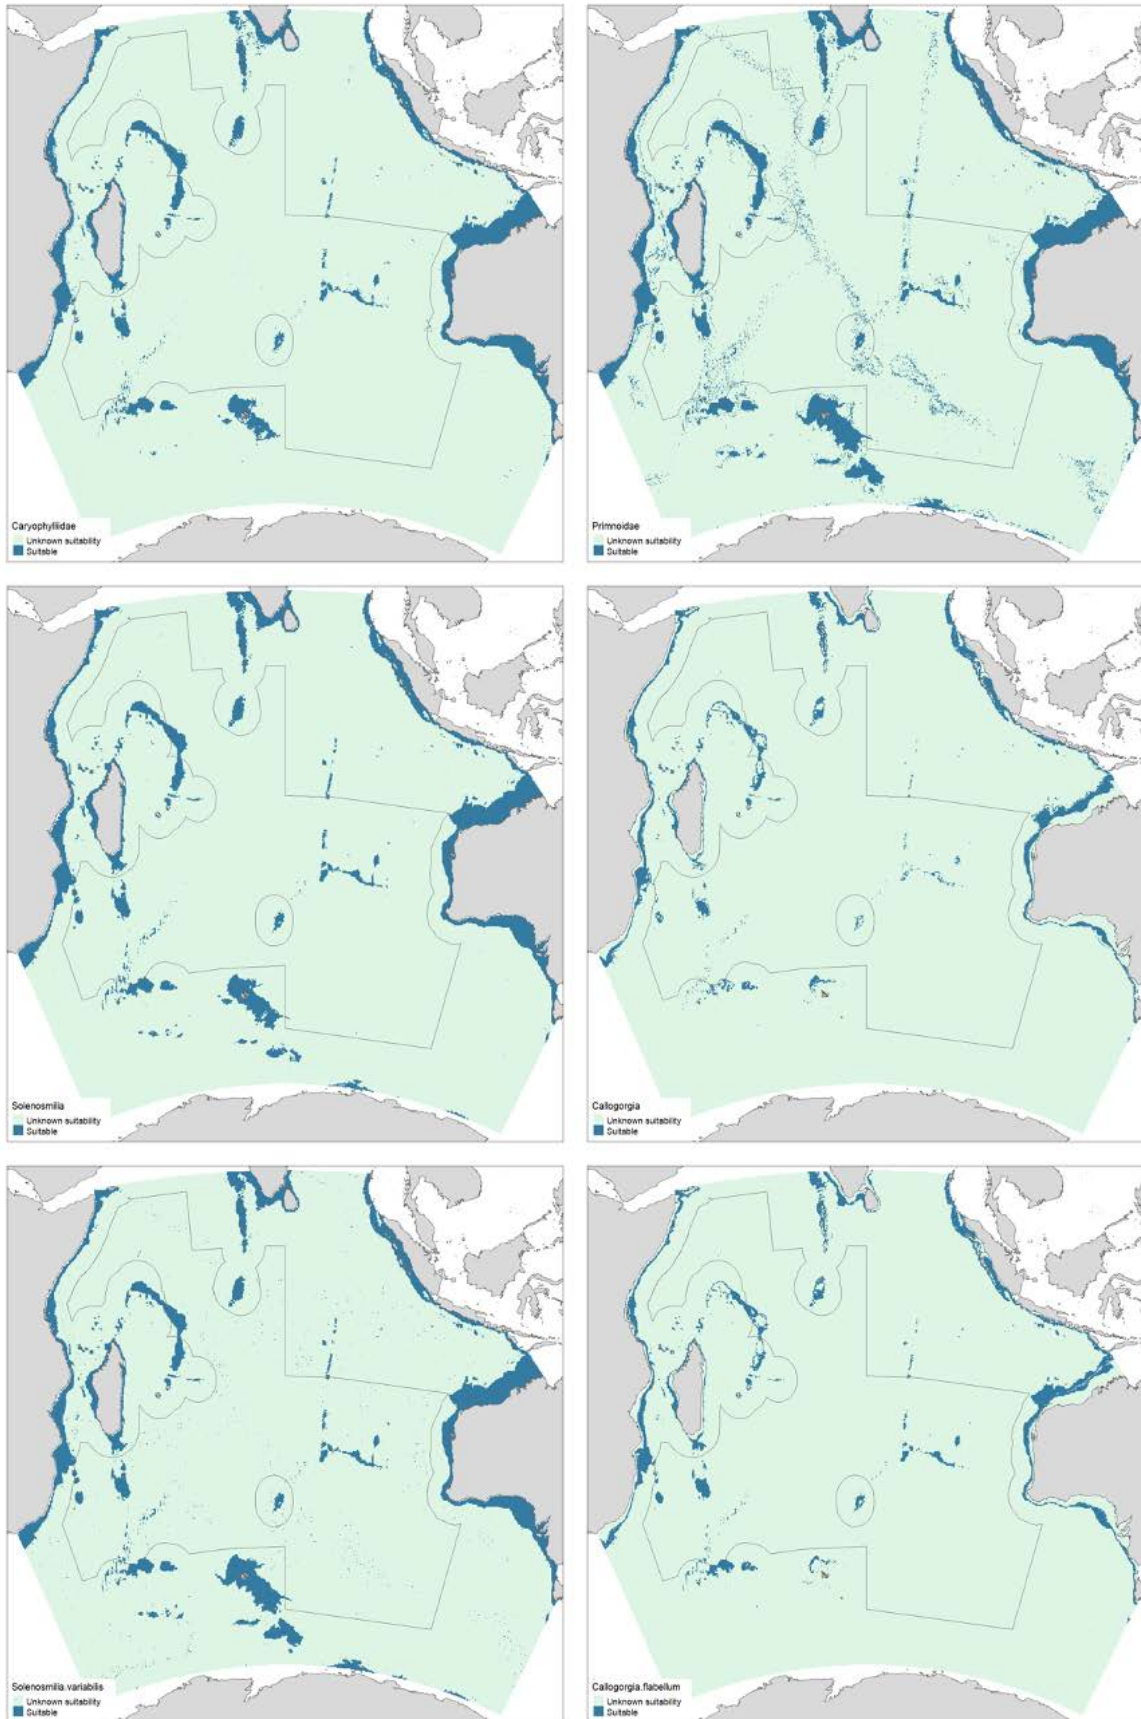 Caryophylliidae
Unknown suitability
Suitable
Primnoidae
Unknown suitability
Suitable
Solenosmilia
Unknown suitability
Suitable
Callogorgia
Unknown suitability
Suitable
Solenosmilia.variabilis
Unknown suitability
Suitable
Callogorgia.flabellum
Unknown suitability
Suitable